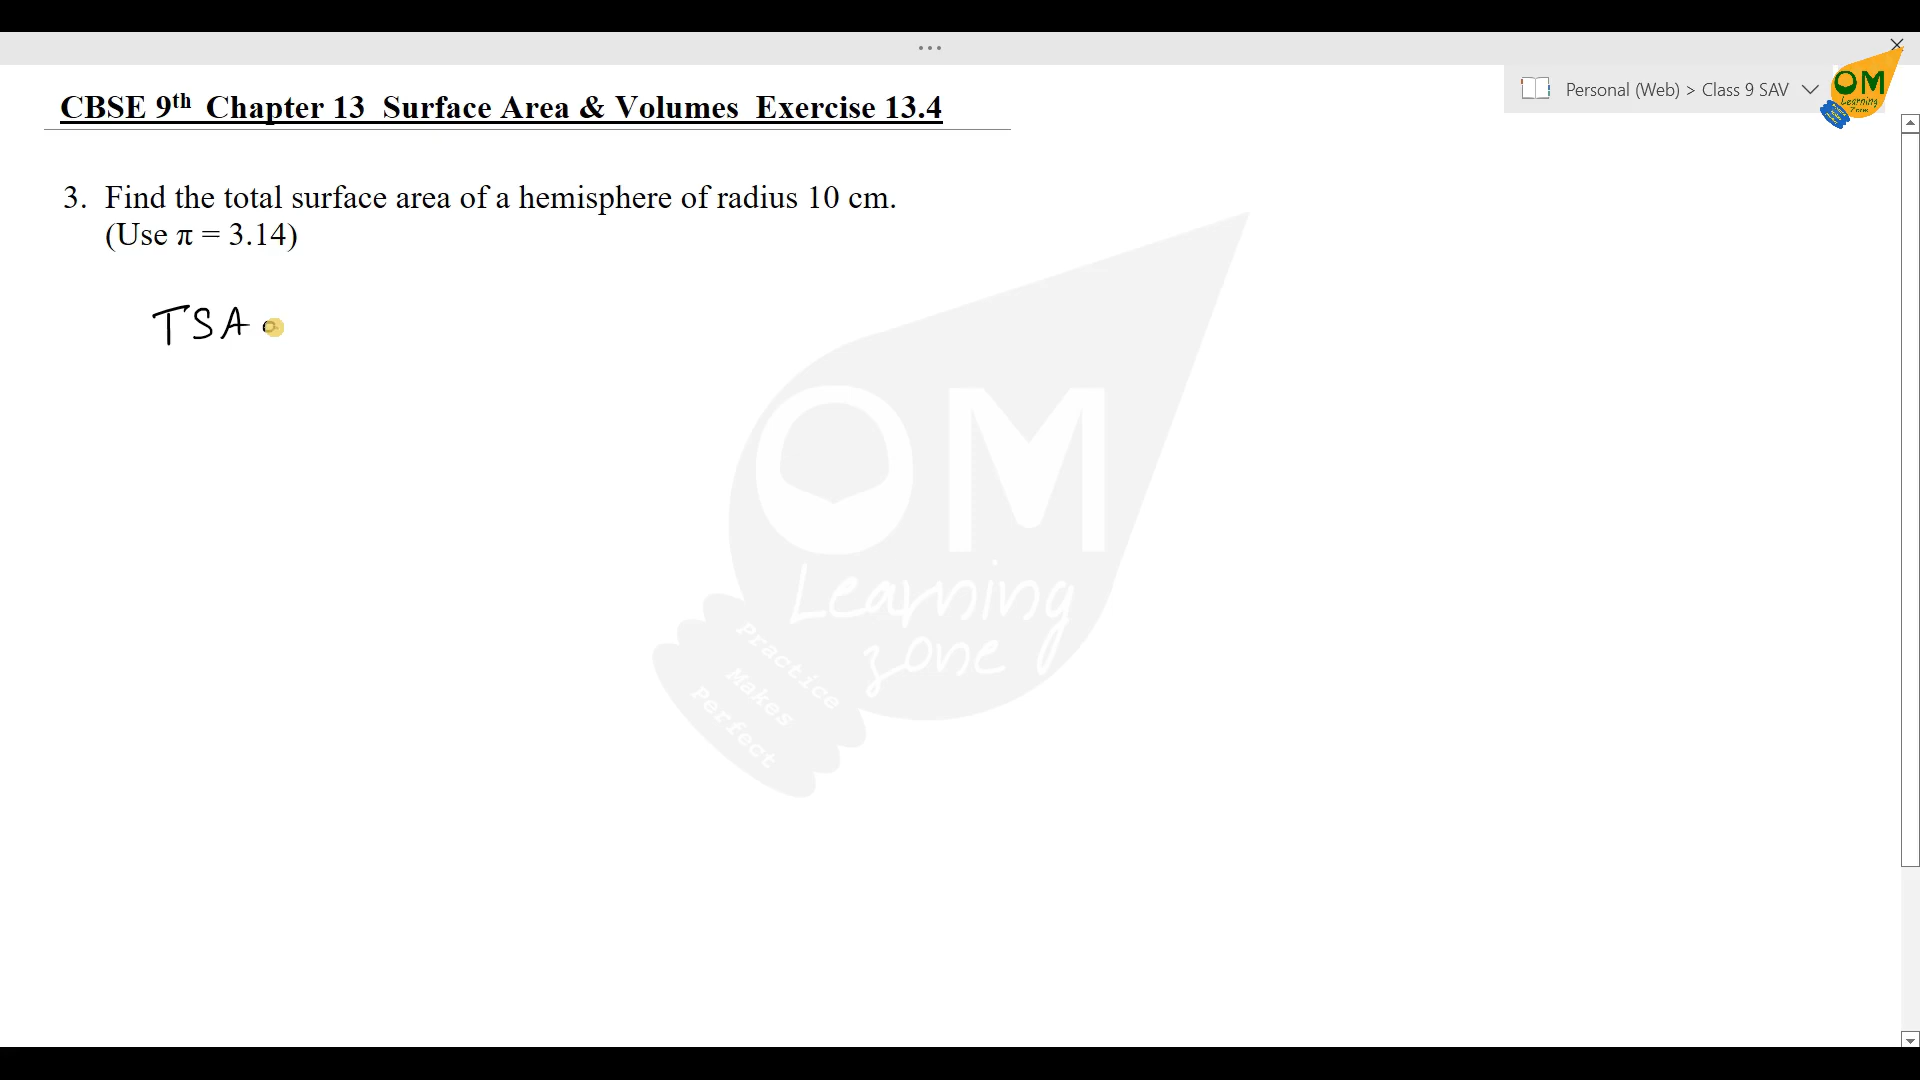 ...
Personal (Web) > Class 9 SAV
OM
Learning
CBSE 9th Chapter 13 Surface Area & Volumes Exercise 13.4
3. Find the total surface area of a hemisphere of radius 10 cm.
(Use π = 3.14)
TSA
OM
Learning
zone
Practice
Makes
Perfect